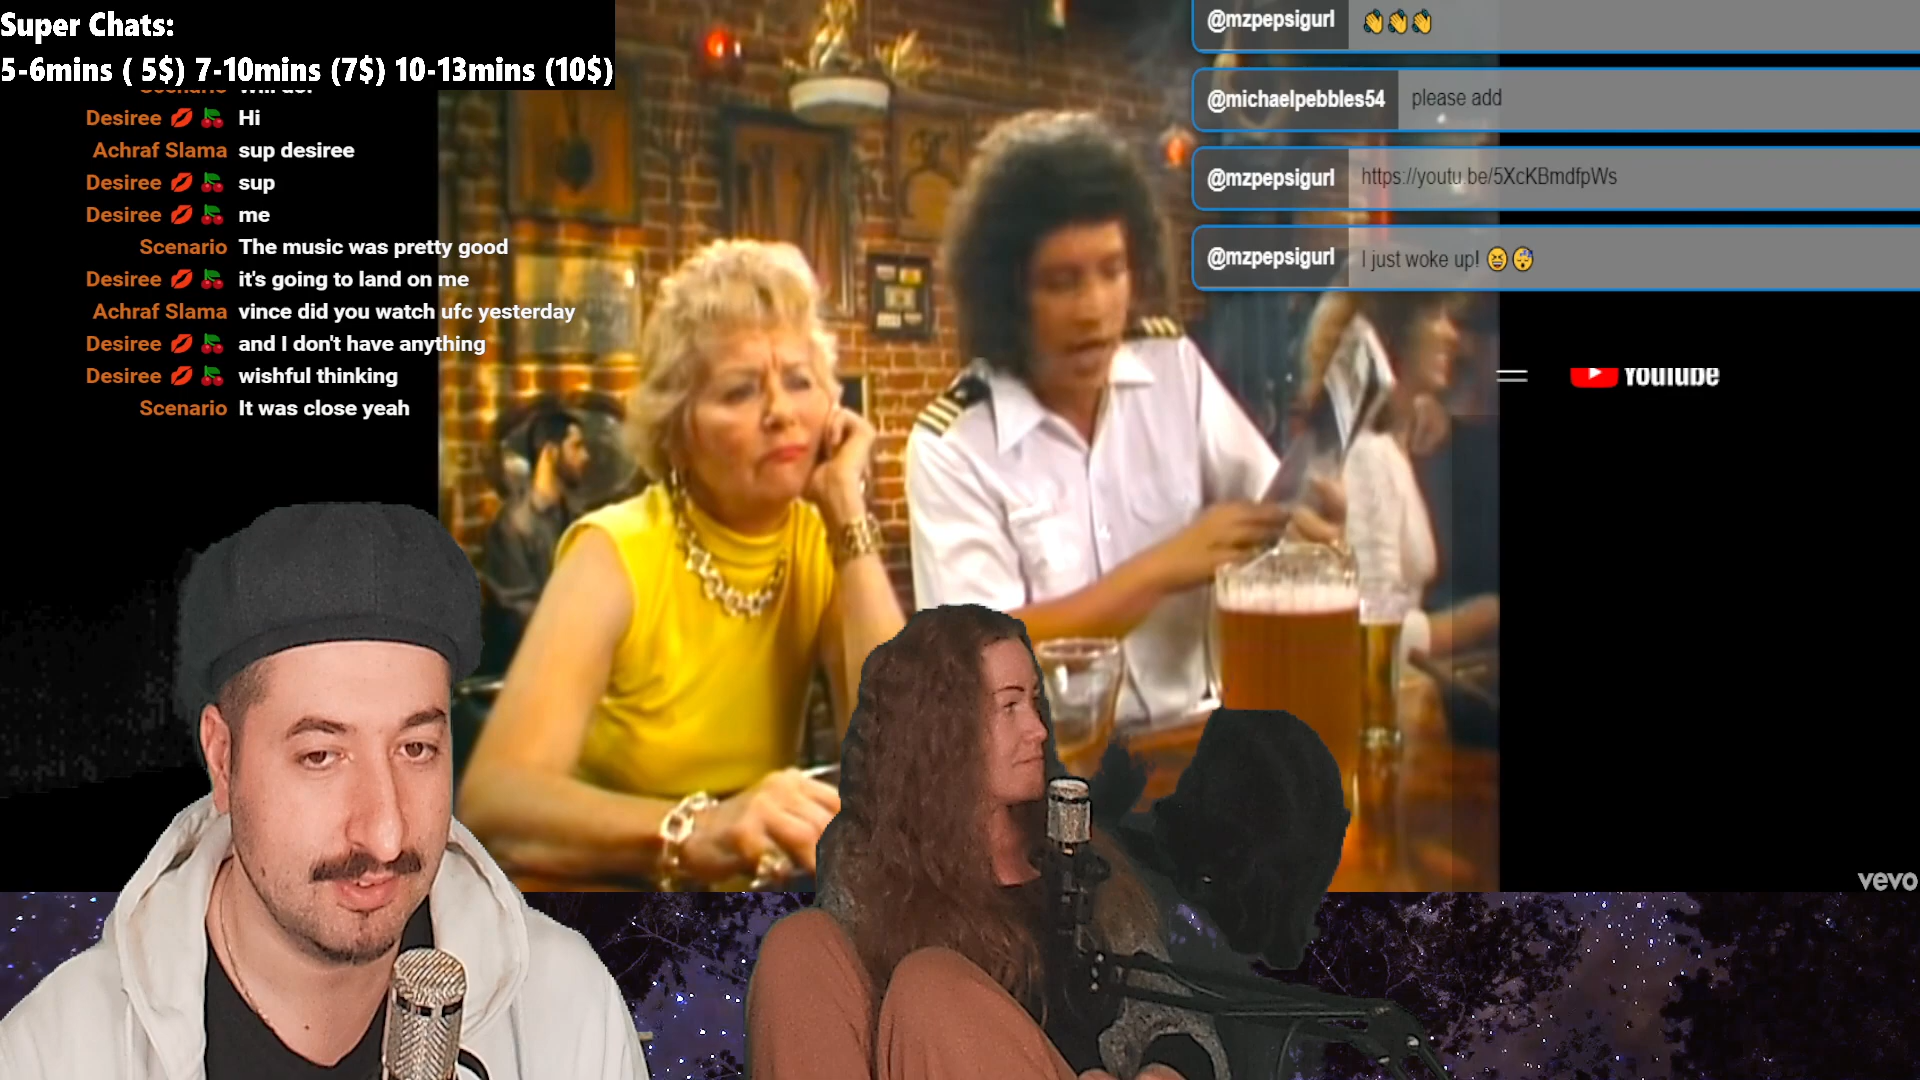 Super Chats:
5-6mins ( 5$) 7-10mins (7$) 10-13mins (10$)
Scenario will do!
Desiree 💋 🍒 Hi
Achraf Slama sup desiree
Desiree 💋 🍒 sup
Desiree 💋 🍒 me
Scenario The music was pretty good
Desiree 💋 🍒 it's going to land on me
Achraf Slama vince did you watch ufc yesterday
Desiree 💋 🍒 and I don't have anything
Desiree 💋 🍒 wishful thinking
Scenario It was close yeah
@mzpepsigurl 👏👏👏
@michaelpebbles54 please add
@mzpepsigurl https://youtu.be/5XcKBmdfpWs
@mzpepsigurl I just woke up! 😆😴
YouTube
vevo